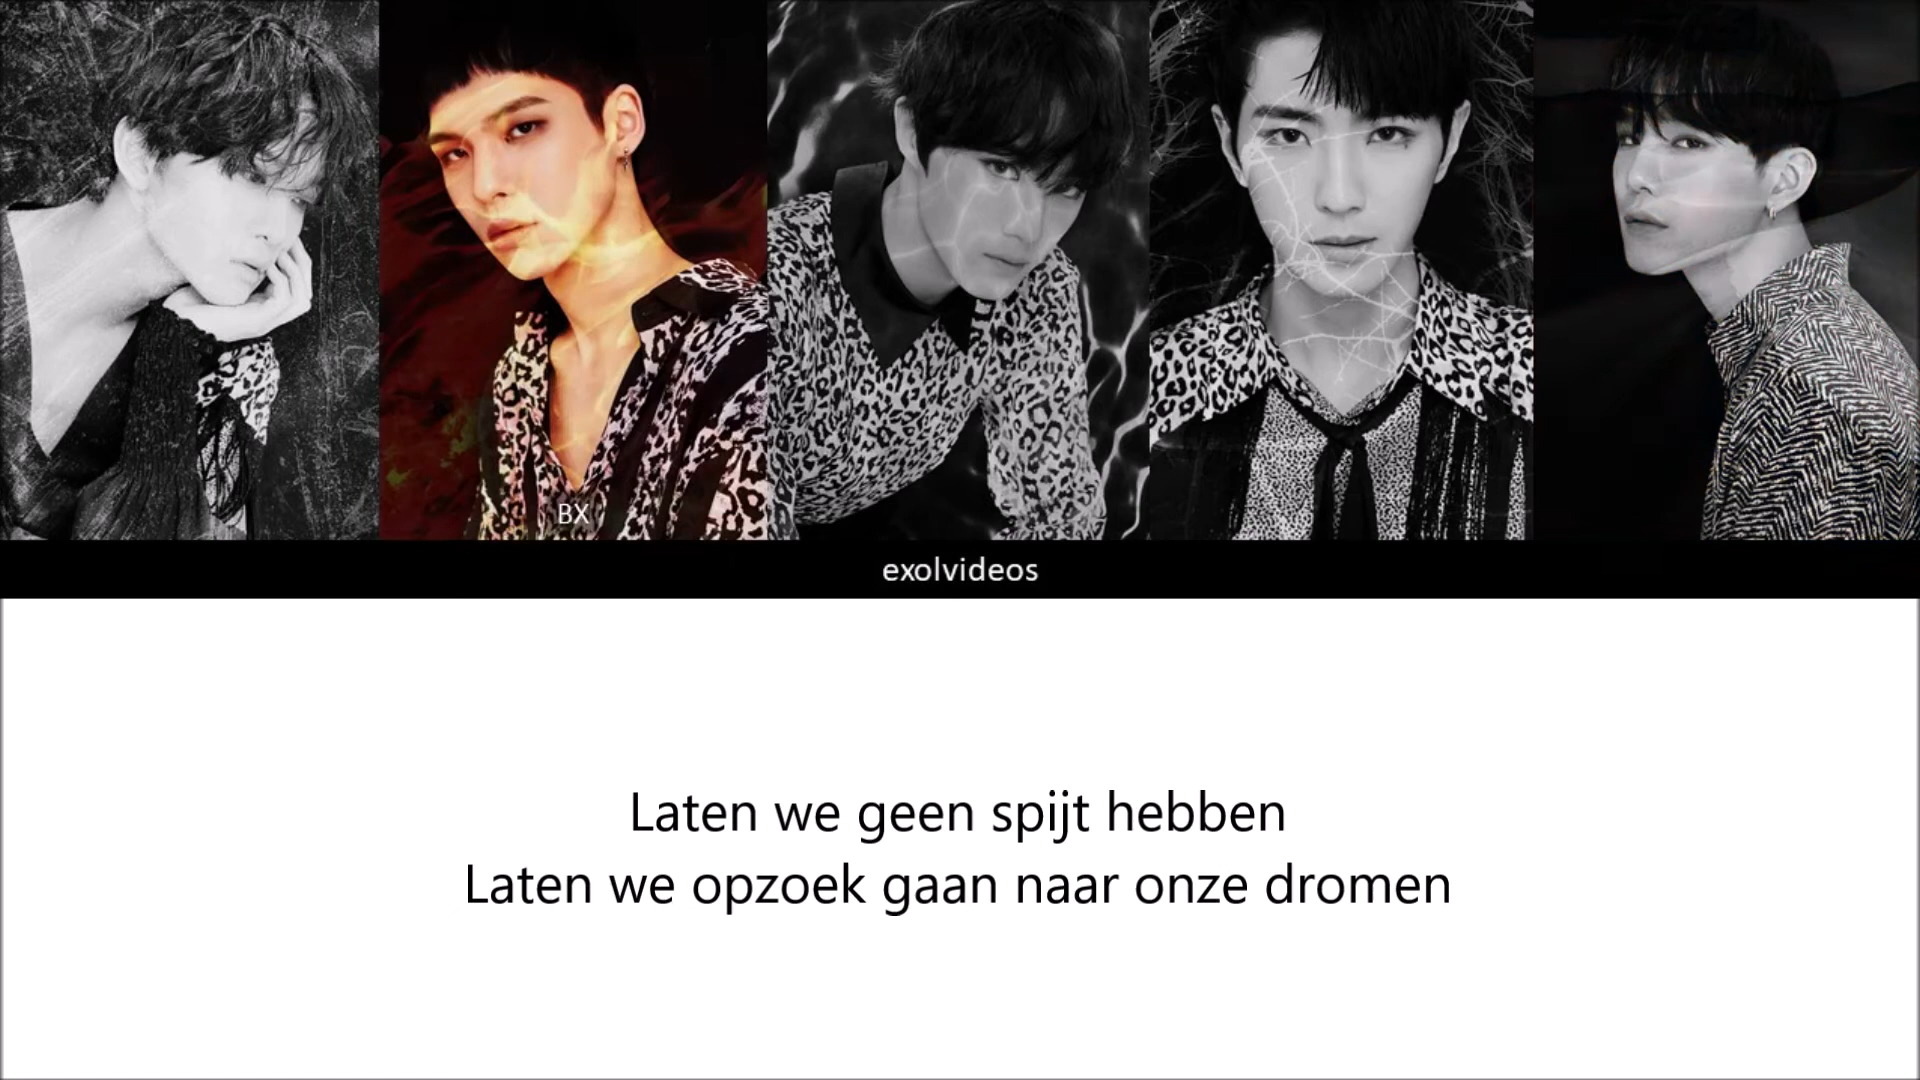 BX
exolvideos
Laten we geen spijt hebben
Laten we opzoek gaan naar onze dromen